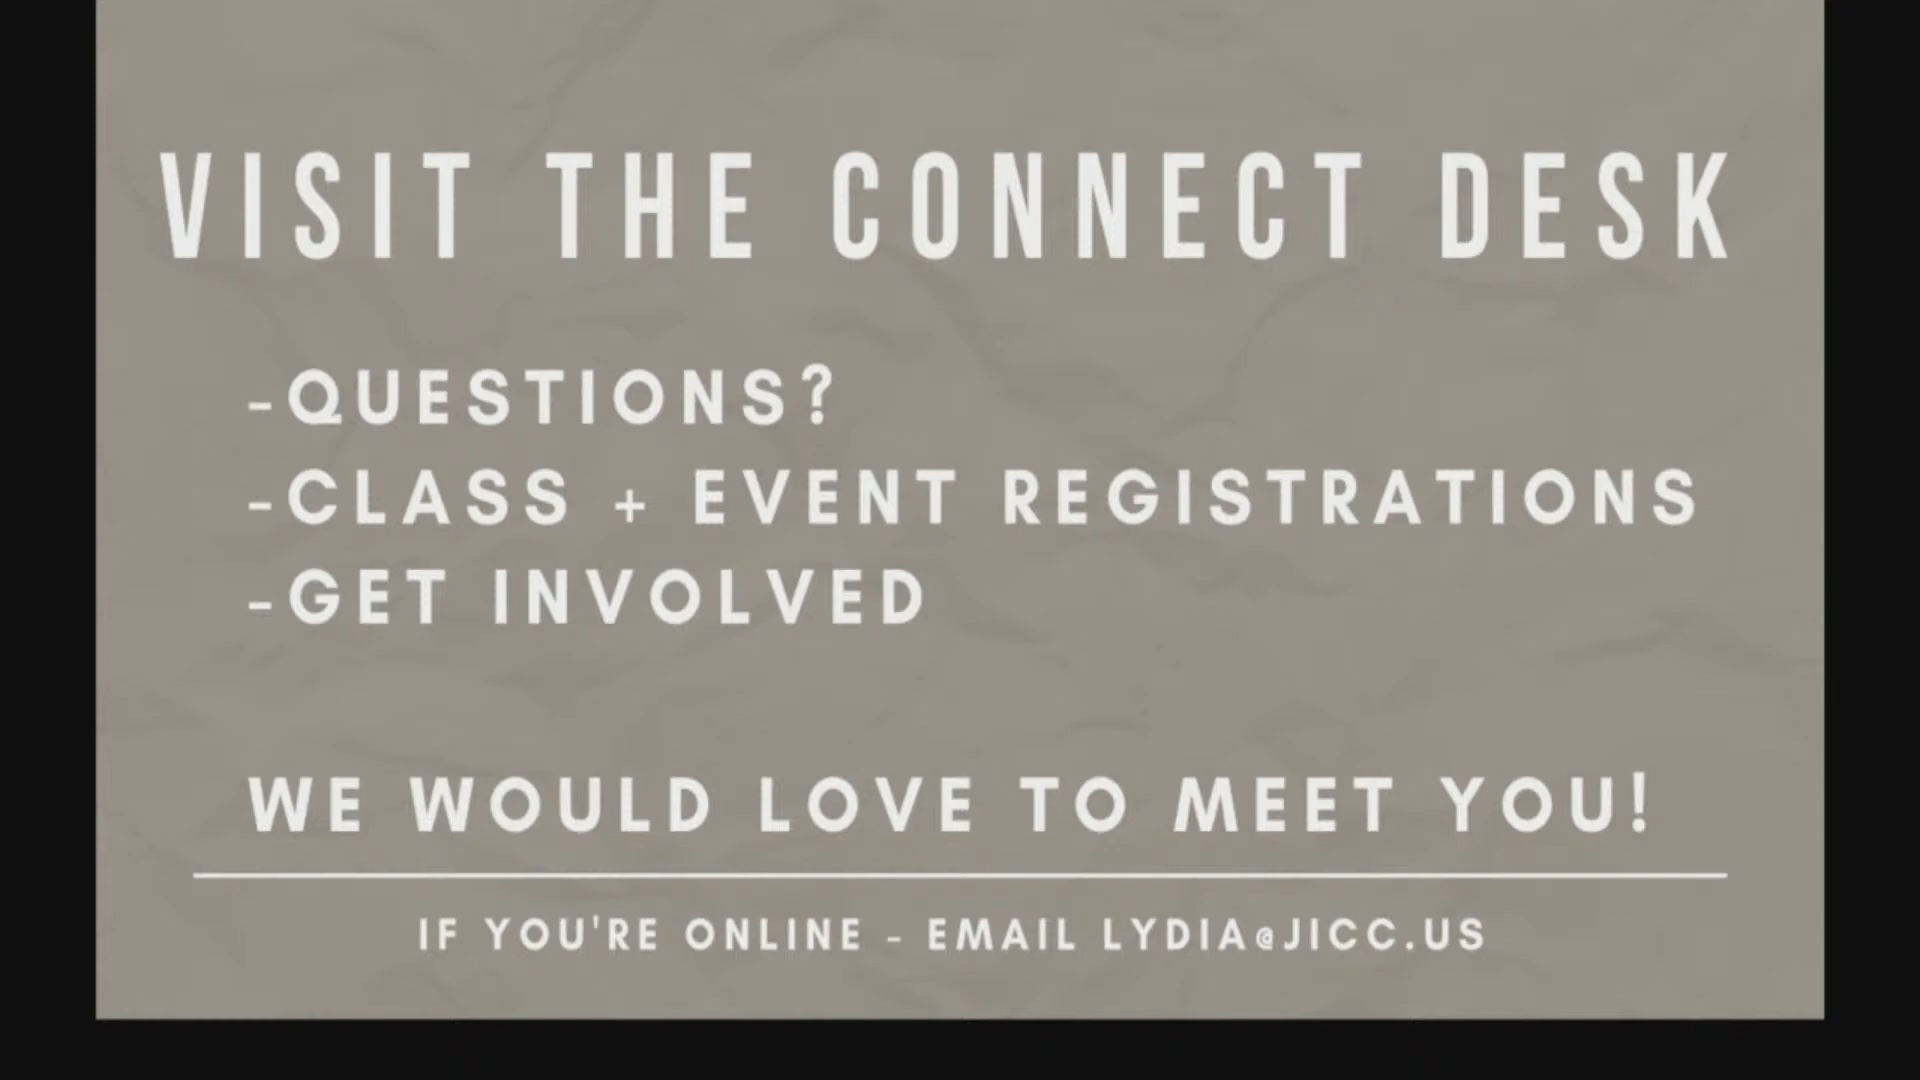 VISIT THE CONNECT DESK
-QUESTIONS?
-CLASS + EVENT REGISTRATIONS
-GET INVOLVED
WE WOULD LOVE TO MEET YOU!
IF YOU'RE ONLINE - EMAIL LYDIA@JICC.US